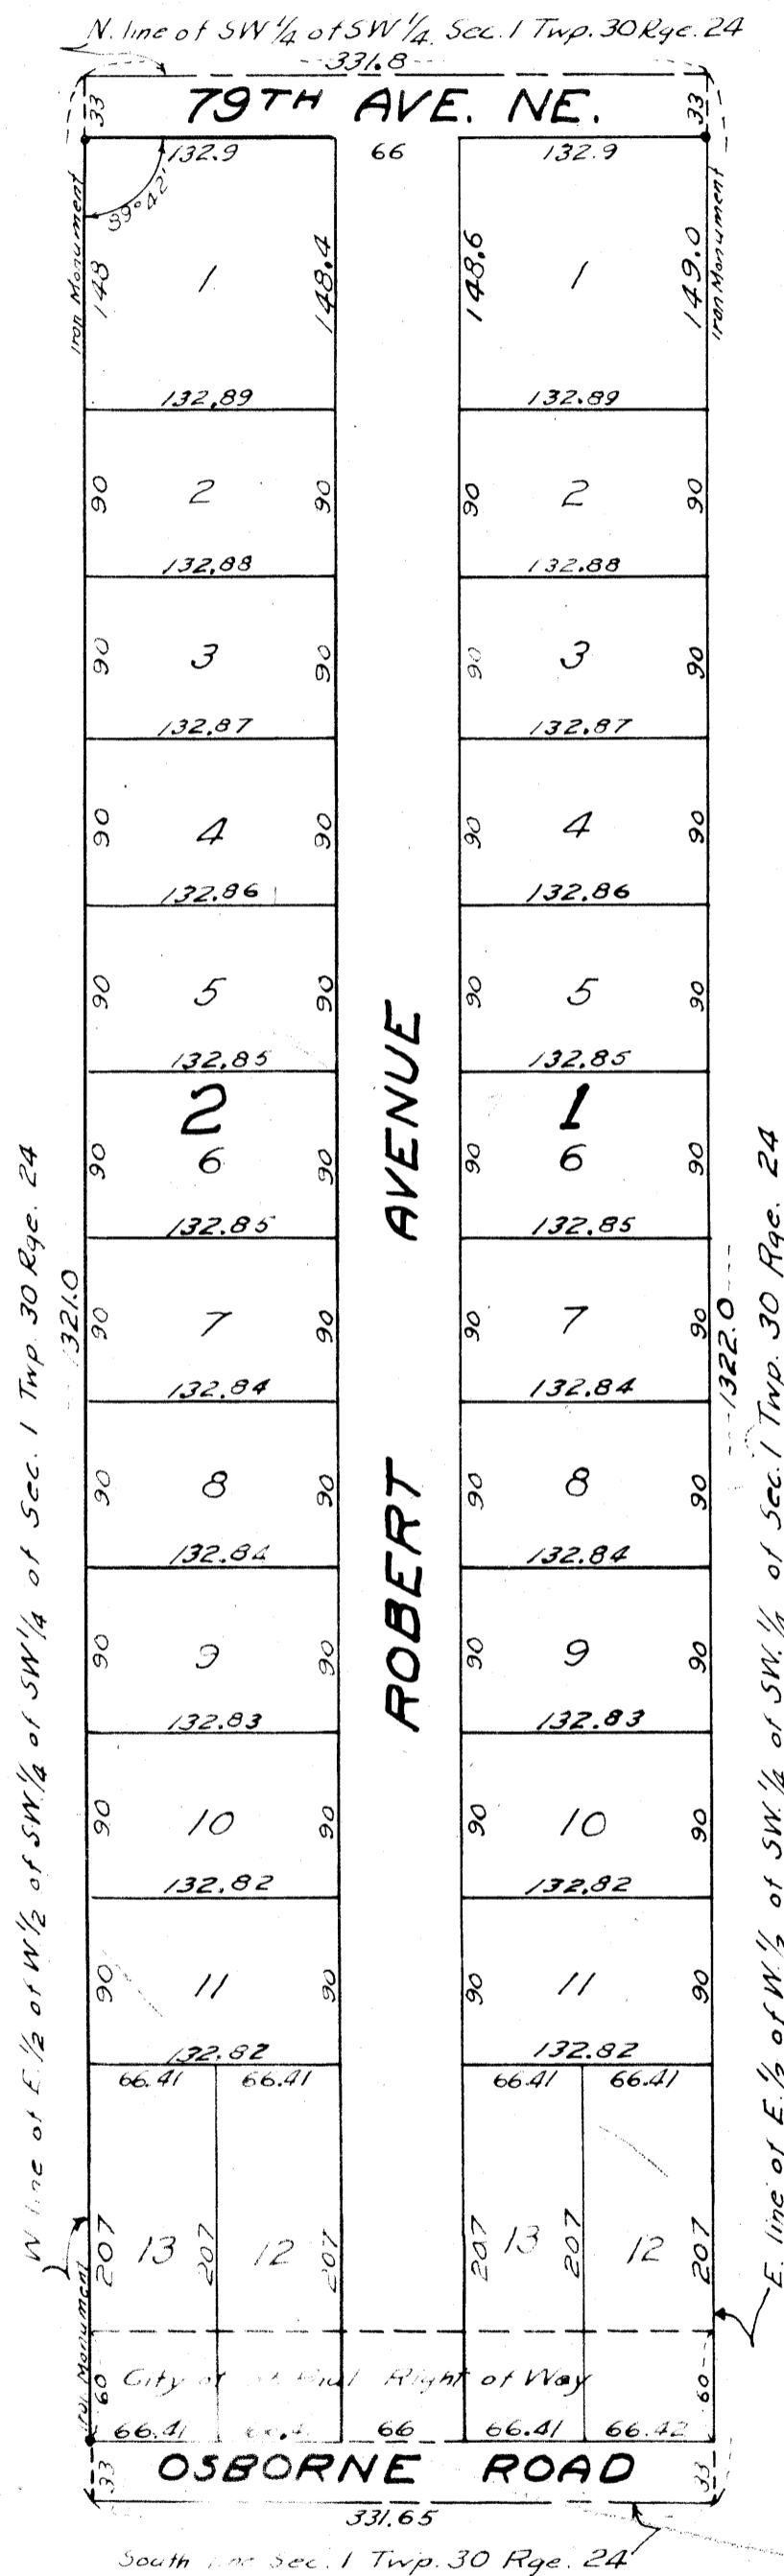 N. line of SW 1/4 of SW 1/4. Sec. 1 Twp. 30 Rge. 24
331.8
33 79TH AVE. NE. 33
132.9 66 132.9
89°42'
Iron Monument 148 1 148.4 148.6 1 149.0 Iron Monument
132.89 132.89
90 2 90 90 2 90
132.88 132.88
90 3 90 90 3 90
132.87 132.87
90 4 90 90 4 90
132.86 132.86
90 5 90 90 5 90
132.85 132.85
2 1
90 6 90 90 6 90
132.85 132.85
90 7 90 90 7 90
132.84 132.84
90 8 90 90 8 90
132.84 132.84
90 9 90 90 9 90
132.83 132.83
90 10 90 90 10 90
132.82 132.82
90 11 90 90 11 90
132.82 132.82
66.41 66.41 66.41 66.41
207 13 207 12 207 207 13 207 12 207
ROBERT AVENUE
W line of E. 1/2 of W 1/2 of SW 1/4 of SW 1/4 of Sec. 1 Twp. 30 Rge. 24
1321.0
1322.0
E. line of E. 1/2 of W. 1/2 of SW 1/4 of SW. 1/4 of Sec. 1 Twp. 30 Rge. 24
Monument
60 City of Paul Right of Way 60
66.41 66 66.41 66.42
33 OSBORNE ROAD 33
331.65
South line Sec. 1 Twp. 30 Rge. 24